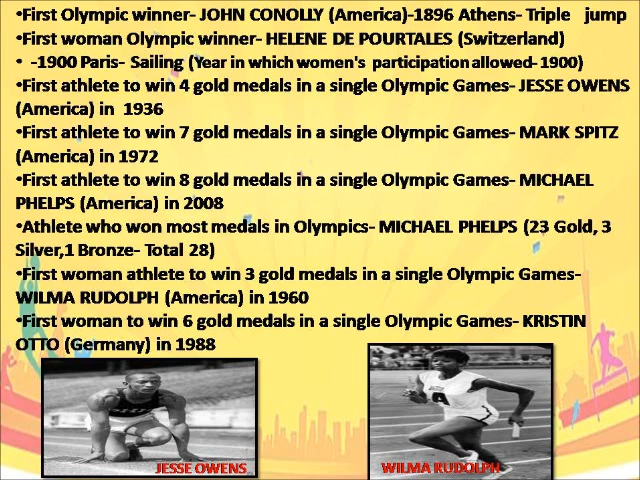 •First Olympic winner- JOHN CONOLLY (America)-1896 Athens- Triple jump
•First woman Olympic winner- HELENE DE POURTALES (Switzerland)
• -1900 Paris- Sailing (Year in which women's participation allowed- 1900)
•First athlete to win 4 gold medals in a single Olympic Games- JESSE OWENS
(America) in 1936
•First athlete to win 7 gold medals in a single Olympic Games- MARK SPITZ
(America) in 1972
•First athlete to win 8 gold medals in a single Olympic Games- MICHAEL
PHELPS (America) in 2008
•Athlete who won most medals in Olympics- MICHAEL PHELPS (23 Gold, 3
Silver,1 Bronze- Total 28)
•First woman athlete to win 3 gold medals in a single Olympic Games-
WILMA RUDOLPH (America) in 1960
•First woman to win 6 gold medals in a single Olympic Games- KRISTIN
OTTO (Germany) in 1988
JESSE OWENS
WILMA RUDOLPH